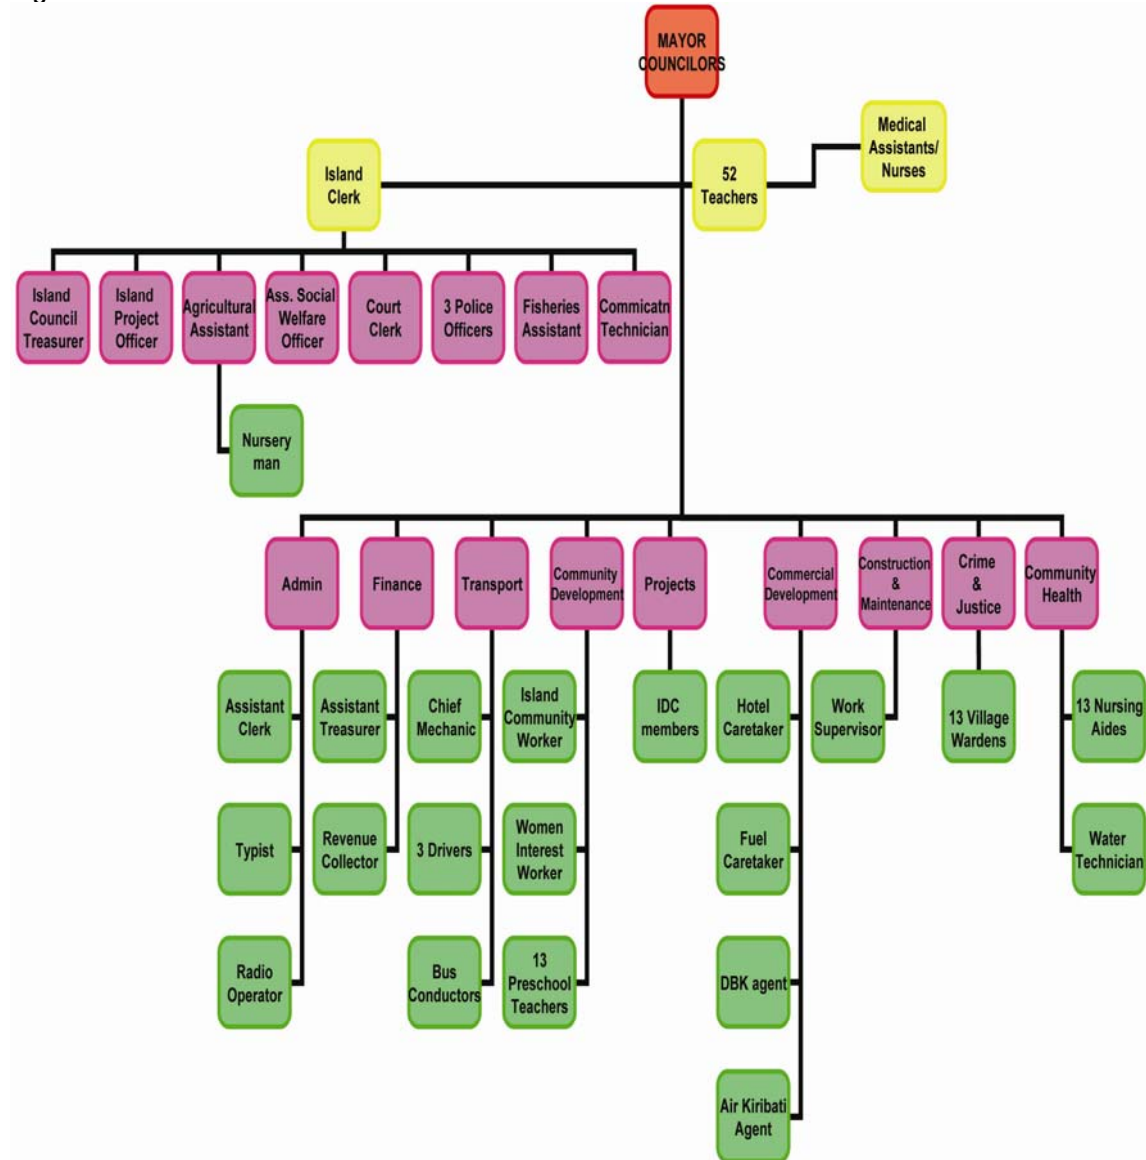 MAYOR
COUNCILORS
Medical
Assistants/
Nurses
Island
Clerk
52
Teachers
Island
Council
Treasurer
Island
Project
Officer
Agricultural
Assistant
Ass. Social
Welfare
Officer
Court
Clerk
3 Police
Officers
Fisheries
Assistant
Commicatn
Technician
Nursery
man
Admin
Finance
Transport
Community
Development
Projects
Commercial
Development
Construction
&
Maintenance
Crime
&
Justice
Community
Health
Assistant
Clerk
Assistant
Treasurer
Chief
Mechanic
Island
Community
Worker
IDC
members
Hotel
Caretaker
Work
Supervisor
13 Village
Wardens
13 Nursing
Aides
Typist
Revenue
Collector
3 Drivers
Women
Interest
Worker
Fuel
Caretaker
Water
Technician
Radio
Operator
Bus
Conductors
13
Preschool
Teachers
DBK agent
Air Kiribati
Agent